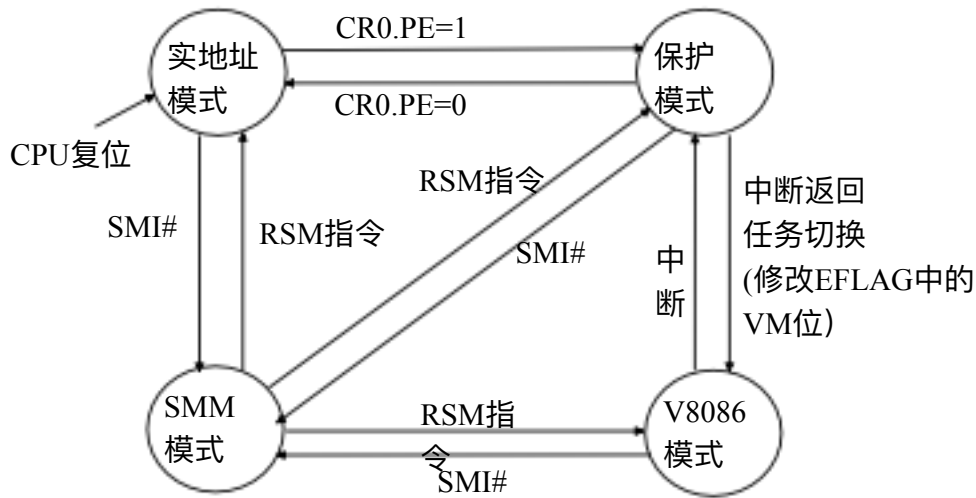 CR0.PE=1
实地址
模式
保护
模式
CR0.PE=0
CPU复位
RSM指令
SMI#
RSM指令
SMI#
中
断
中断返回
任务切换
(修改EFLAG中的
VM位）
SMM
模式
RSM指
令
SMI#
V8086
模式